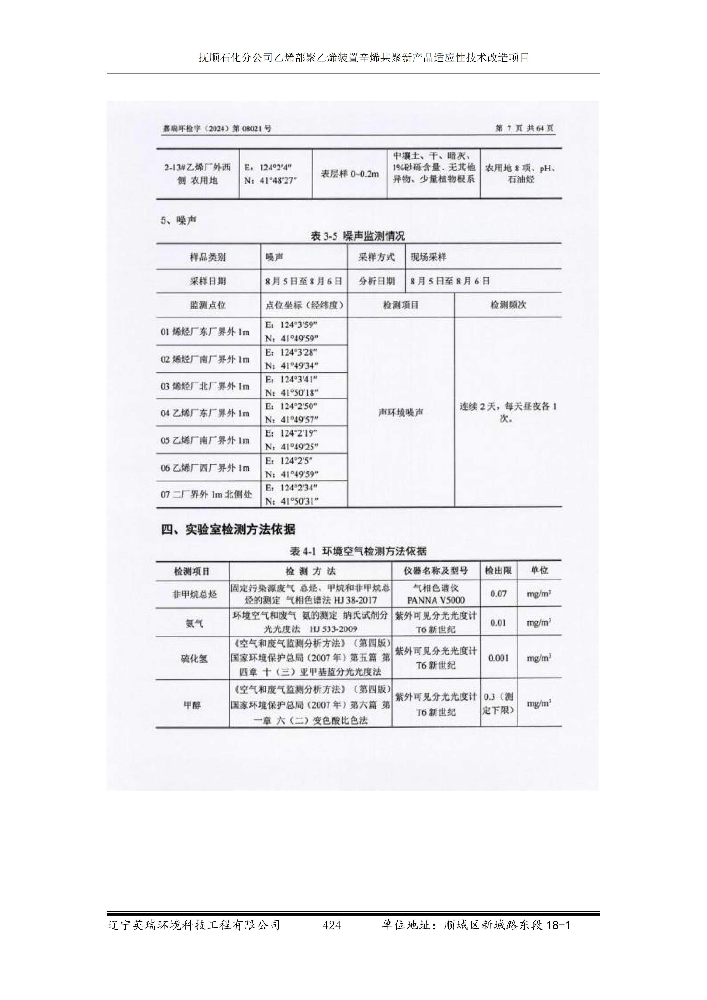 抚顺石化分公司乙烯部聚乙烯装置辛烯共聚新产品适应性技术改造项目
嘉瑞环检字（2024）第 08021 号
第 7 页 共 64 页
2-13#乙烯厂外西
侧 农用地
E：124°2′4″
N：41°48′27″
表层样 0~0.2m
中壤土、干、暗灰、
1%砂砾含量、无其他
异物、少量植物根系
农用地 8 项、pH、
石油烃
5、噪声
表 3-5 噪声监测情况
样品类别 噪声 采样方式 现场采样
采样日期 8 月 5 日至 8 月 6 日 分析日期 8 月 5 日至 8 月 6 日
监测点位 点位坐标（经纬度） 检测项目 检测频次
01 烯烃厂东厂界外 1m
E：124°3′59″
N：41°49′59″
02 烯烃厂南厂界外 1m
E：124°3′28″
N：41°49′34″
03 烯烃厂北厂界外 1m
E：124°3′41″
N：41°50′18″
04 乙烯厂东厂界外 1m
E：124°2′50″
N：41°49′57″
05 乙烯厂南厂界外 1m
E：124°2′19″
N：41°49′25″
06 乙烯厂西厂界外 1m
E：124°2′5″
N：41°49′59″
07 二厂界外 1m 北侧处
E：124°2′34″
N：41°50′31″
声环境噪声
连续 2 天，每天昼夜各 1
次。
四、实验室检测方法依据
表 4-1 环境空气检测方法依据
检测项目 检 测 方 法 仪器名称及型号 检出限 单位
非甲烷总烃
固定污染源废气 总烃、甲烷和非甲烷总
烃的测定 气相色谱法 HJ 38-2017
气相色谱仪
PANNA V5000
0.07
mg/m³
氨气
环境空气和废气 氨的测定 纳氏试剂分
光光度法 HJ 533-2009
紫外可见分光光度计
T6 新世纪
0.01
mg/m³
硫化氢
《空气和废气监测分析方法》（第四版）
国家环境保护总局（2007 年）第五篇 第
四章 十（三）亚甲基蓝分光光度法
紫外可见分光光度计
T6 新世纪
0.001
mg/m³
甲醇
《空气和废气监测分析方法》（第四版）
国家环境保护总局（2007 年）第六篇 第
一章 六（二）变色酸比色法
紫外可见分光光度计
T6 新世纪
0.3（测
定下限）
mg/m³
辽宁英瑞环境科技工程有限公司 424 单位地址：顺城区新城路东段 18-1